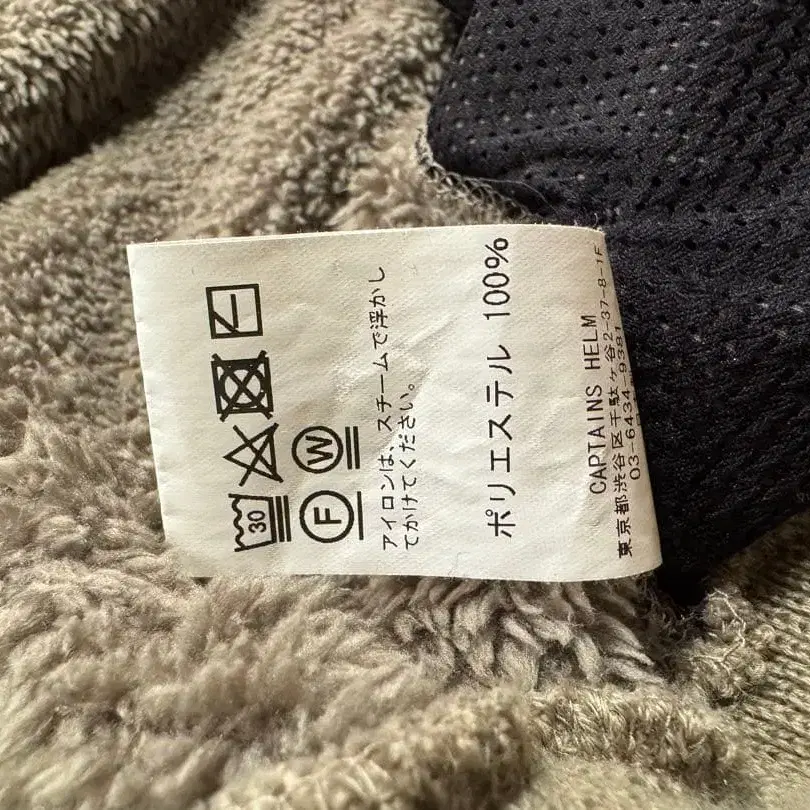 CAPTAINS HELM
東京都渋谷区千駄ケ谷2-37-8-1F
03-6434-9381
ポリエステル 100%
アイロンは、スチームで浮かし
てかけてください。
30
F
W